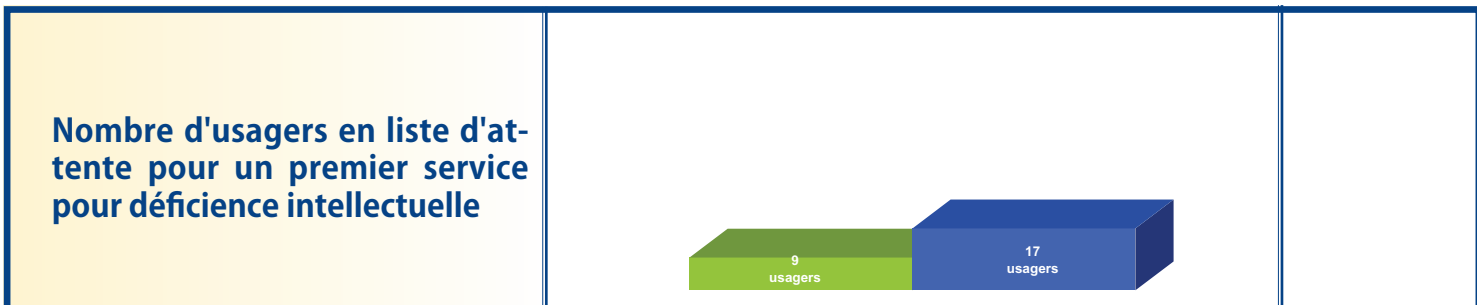 Nombre d'usagers en liste d'at-
tente pour un premier service
pour déficience intellectuelle
9
usagers
17
usagers